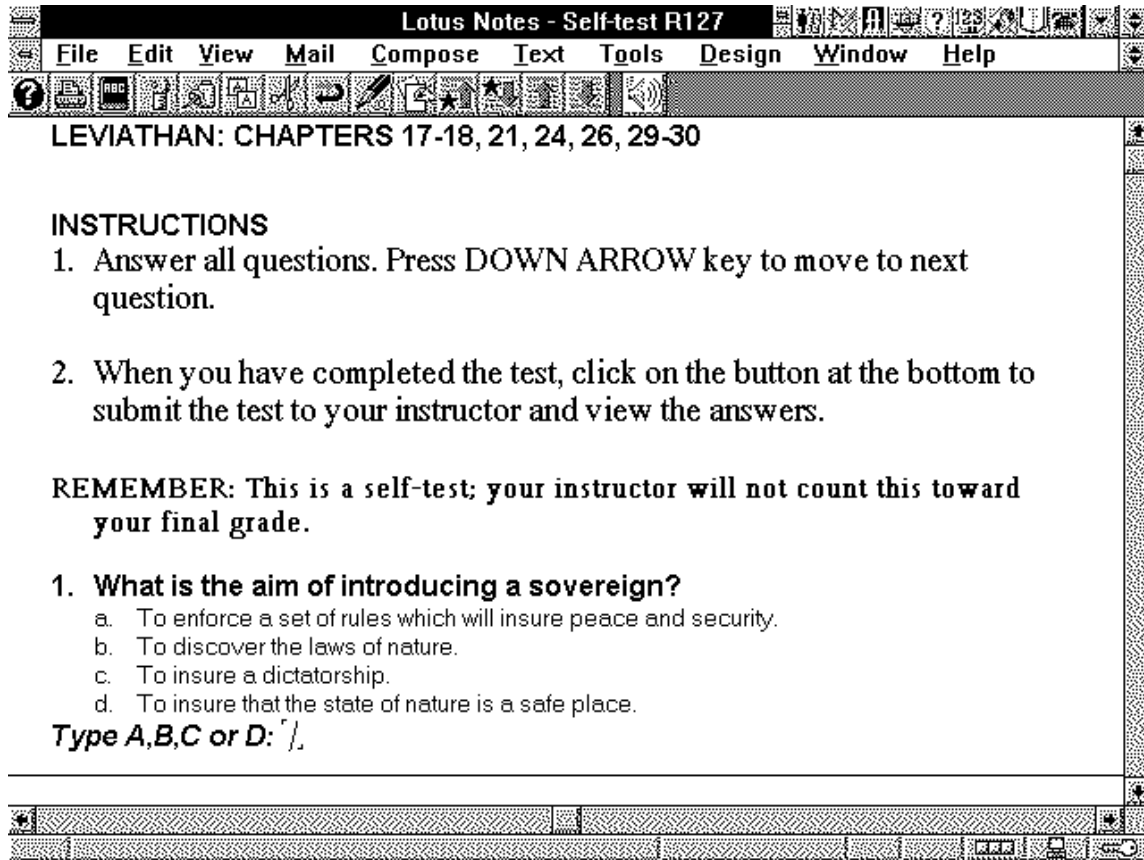 Lotus Notes - Self-test R127
File Edit View Mail Compose Text Tools Design Window Help
LEVIATHAN: CHAPTERS 17-18, 21, 24, 26, 29-30
INSTRUCTIONS
1. Answer all questions. Press DOWN ARROW key to move to next
question.
2. When you have completed the test, click on the button at the bottom to
submit the test to your instructor and view the answers.
REMEMBER: This is a self-test; your instructor will not count this toward
your final grade.
1. What is the aim of introducing a sovereign?
a. To enforce a set of rules which will insure peace and security.
b. To discover the laws of nature.
c. To insure a dictatorship.
d. To insure that the state of nature is a safe place.
Type A,B,C or D: